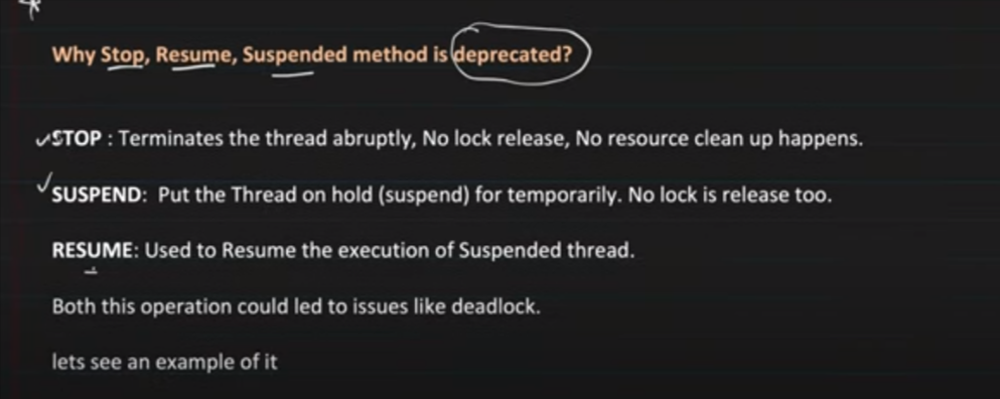 Why Stop, Resume, Suspended method is deprecated?
STOP : Terminates the thread abruptly, No lock release, No resource clean up happens.
SUSPEND: Put the Thread on hold (suspend) for temporarily. No lock is release too.
RESUME: Used to Resume the execution of Suspended thread.
Both this operation could led to issues like deadlock.
lets see an example of it